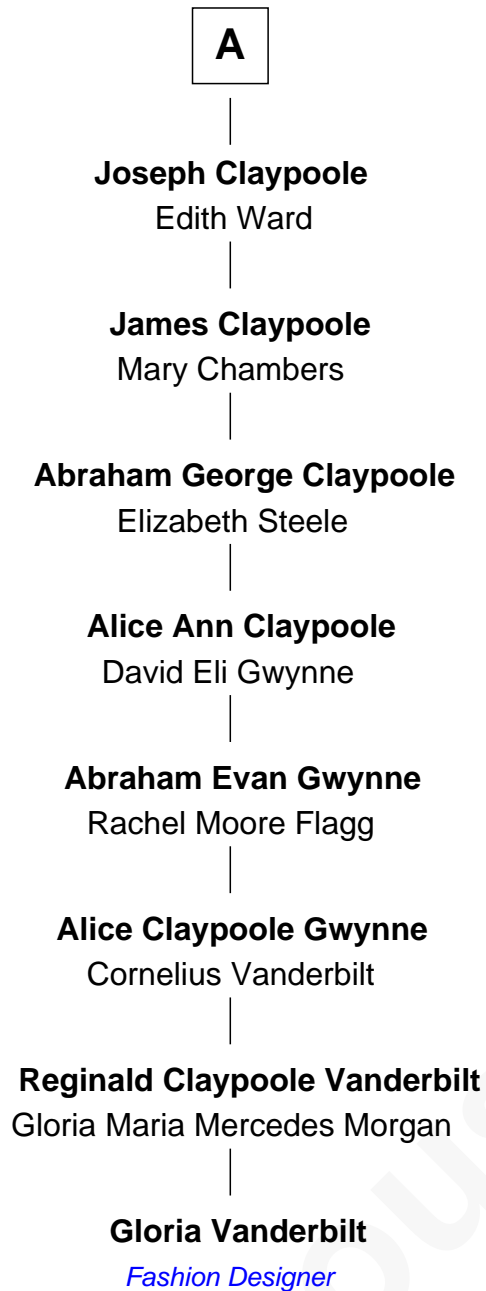 A
Joseph Claypoole
Edith Ward
James Claypoole
Mary Chambers
Abraham George Claypoole
Elizabeth Steele
Alice Ann Claypoole
David Eli Gwynne
Abraham Evan Gwynne
Rachel Moore Flagg
Alice Claypoole Gwynne
Cornelius Vanderbilt
Reginald Claypoole Vanderbilt
Gloria Maria Mercedes Morgan
Gloria Vanderbilt
Fashion Designer